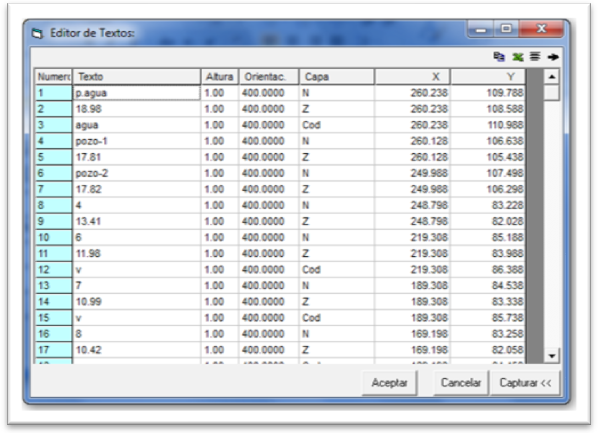 Editor de Textos:
Numero Texto Altura Orientac. Capa X Y
1 p.agua 1.00 400.0000 N 260.238 109.788
2 18.98 1.00 400.0000 Z 260.238 108.588
3 agua 1.00 400.0000 Cod 260.238 110.988
4 pozo-1 1.00 400.0000 N 260.128 106.638
5 17.81 1.00 400.0000 Z 260.128 105.438
6 pozo-2 1.00 400.0000 N 249.988 107.498
7 17.82 1.00 400.0000 Z 249.988 106.298
8 4 1.00 400.0000 N 248.798 83.228
9 13.41 1.00 400.0000 Z 248.798 82.028
10 6 1.00 400.0000 N 219.308 85.188
11 11.98 1.00 400.0000 Z 219.308 83.988
12 v 1.00 400.0000 Cod 219.308 86.388
13 7 1.00 400.0000 N 189.308 84.538
14 10.99 1.00 400.0000 Z 189.308 83.338
15 v 1.00 400.0000 Cod 189.308 85.738
16 8 1.00 400.0000 N 169.198 83.258
17 10.42 1.00 400.0000 Z 169.198 82.058
Aceptar Cancelar Capturar <<